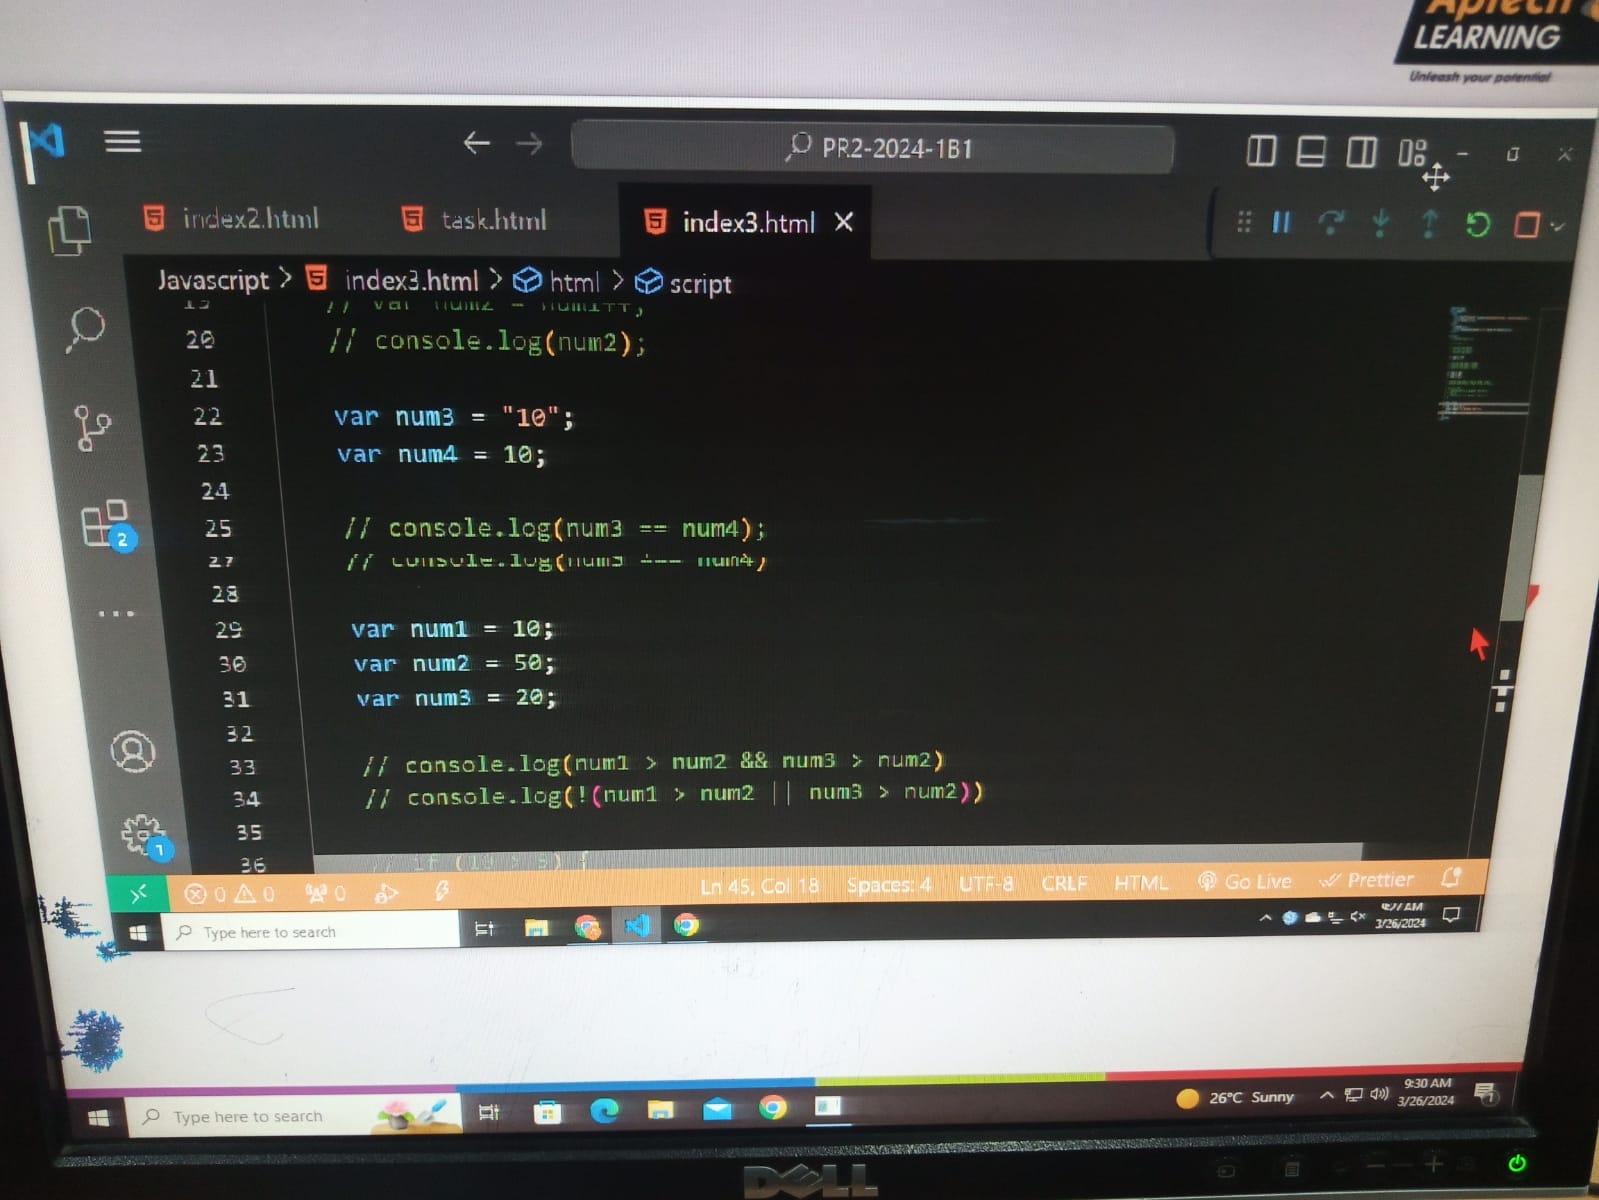 Aptech
LEARNING
Unleash your potential
PR2-2024-1B1
index2.html
task.html
index3.html
Javascript > index3.html > html > script
19 // var num2 = num1++;
20 // console.log(num2);
21
22 var num3 = "10";
23 var num4 = 10;
24
25 // console.log(num3 == num4);
27 // console.log(num3 === num4)
28
29 var num1 = 10;
30 var num2 = 50;
31 var num3 = 20;
32
33 // console.log(num1 > num2 && num3 > num2)
34 // console.log(!(num1 > num2 || num3 > num2))
35
36 // if (10 > 5) {
2
1
0 0 0 Ln 45, Col 18 Spaces: 4 UTF-8 CRLF HTML Go Live Prettier
Type here to search
AM
3/26/2024
Type here to search
26°C Sunny
9:30 AM
3/26/2024
1
DELL